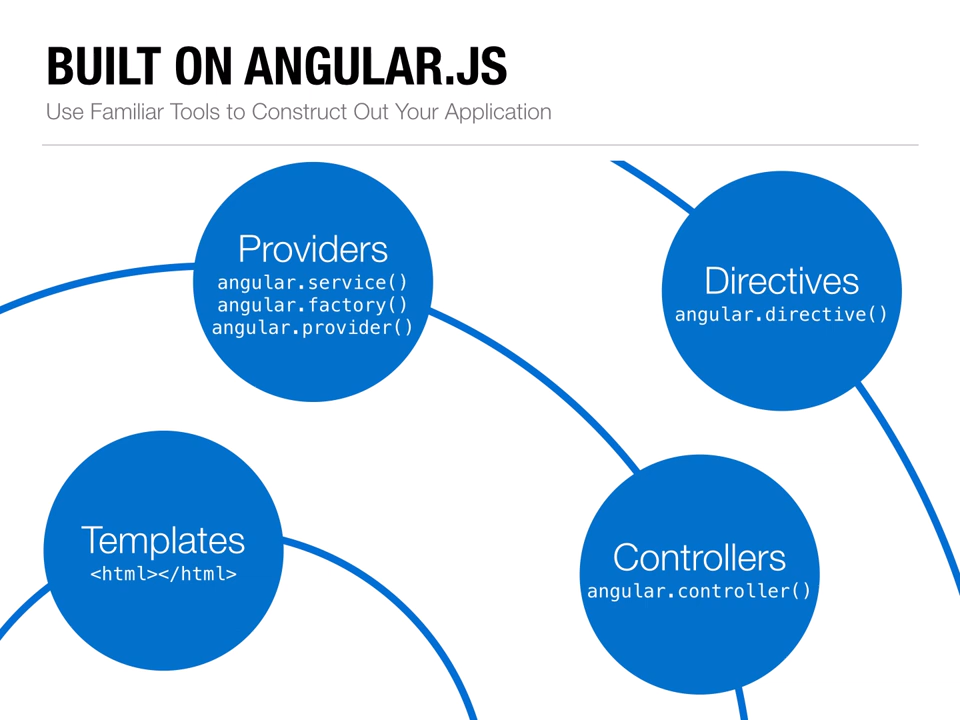 BUILT ON ANGULAR.JS
Use Familiar Tools to Construct Out Your Application
Providers
angular.service()
angular.factory()
angular.provider()
Directives
angular.directive()
Templates
<html></html>
Controllers
angular.controller()